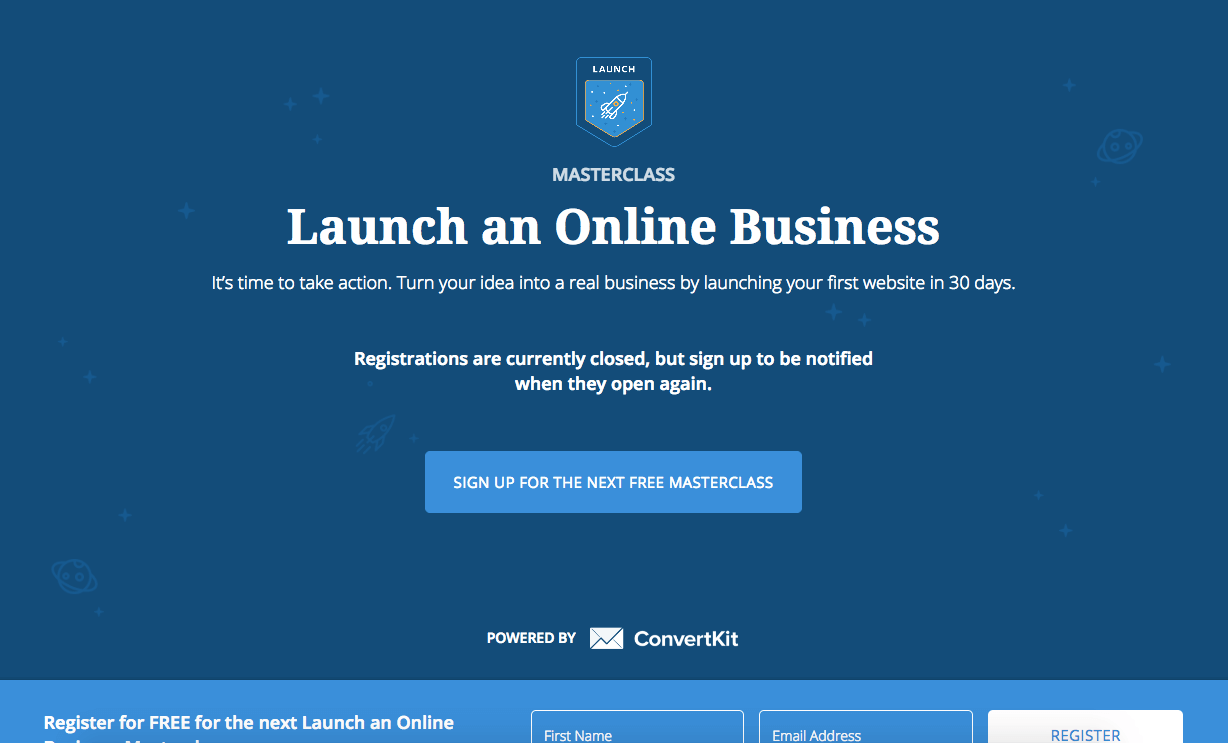 LAUNCH
MASTERCLASS
Launch an Online Business
It’s time to take action. Turn your idea into a real business by launching your first website in 30 days.
Registrations are currently closed, but sign up to be notified
when they open again.
SIGN UP FOR THE NEXT FREE MASTERCLASS
POWERED BY ConvertKit
Register for FREE for the next Launch an Online
First Name
Email Address
REGISTER